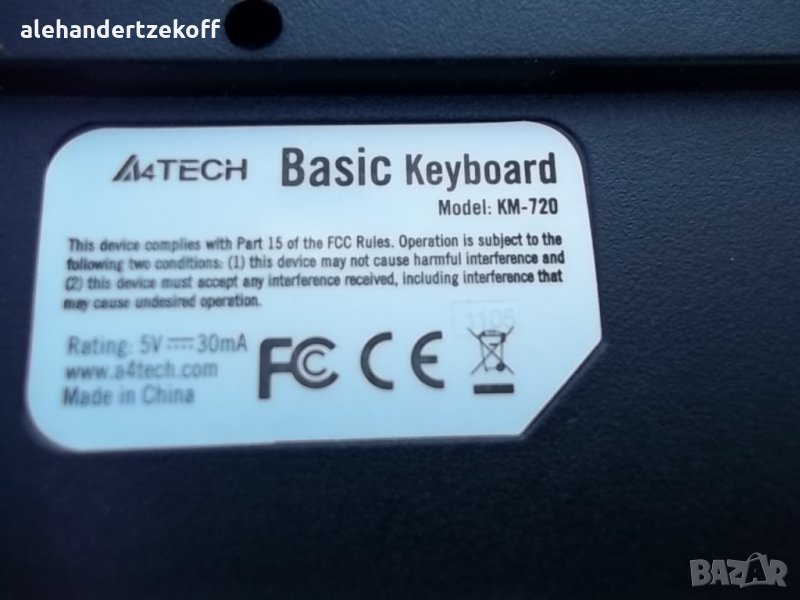 alehandertzekoff
A4TECH Basic Keyboard
Model: KM-720
This device complies with Part 15 of the FCC Rules. Operation is subject to the
following two conditions: (1) this device may not cause harmful interference and
(2) this device must accept any interference received, including interference that
may cause undesired operation.
1105
Rating: 5V ⎓ 30mA
www.a4tech.com
Made in China
FC CE
BAZAR